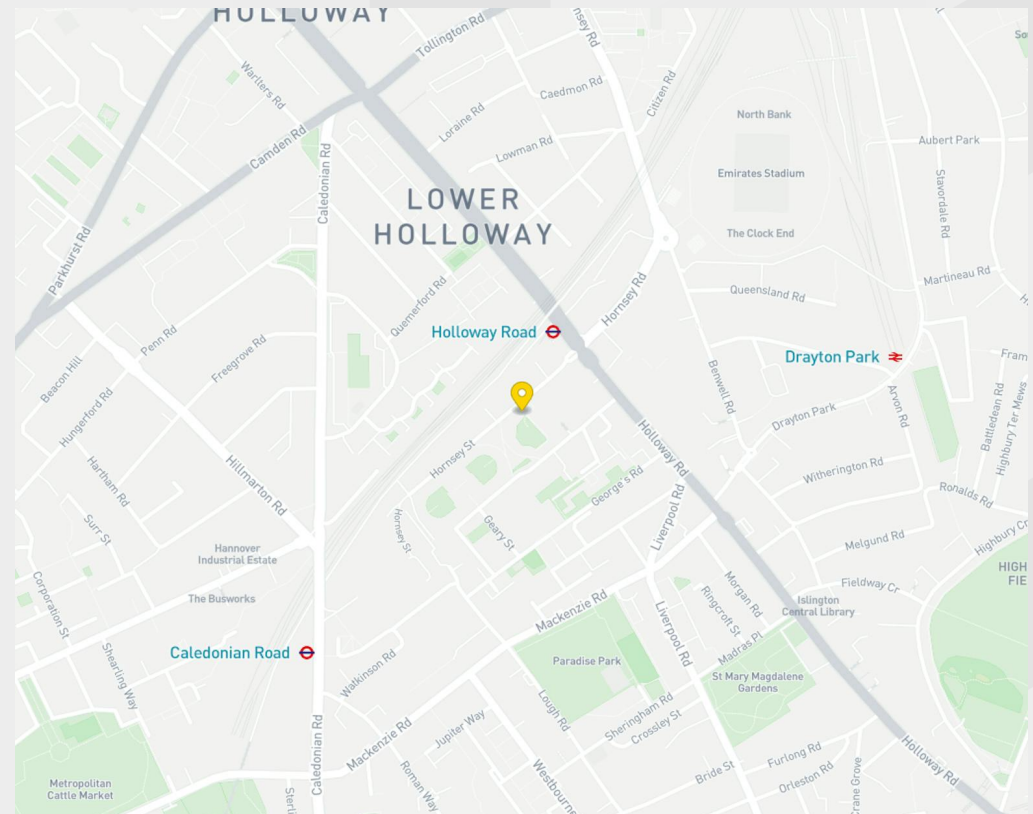 HOLLOWAY
Tollington Rd
Warlters Rd
Caedmon Rd
Citizen Rd
Loraine Rd
North Bank
Camden Rd
Lowman Rd
Aubert Park
Caledonian Rd
Emirates Stadium
Stavordale Rd
LOWER
HOLLOWAY
The Clock End
Parkhurst Rd
Martineau Rd
Quemerford Rd
Hornsey Rd
Queensland Rd
Holloway Road
Penn Rd
Freegrove Rd
Drayton Park
Beacon Hill
Benwell Rd
Arvon Rd
Battledean Rd
Highbury Ter Mews
Hungerford Rd
Drayton Park
Holloway Rd
Hornsey St
Witherington Rd
Hartham Rd
Hillmarton Rd
George's Rd
Ronalds Rd
Liverpool Rd
Surr St
Hornsey St
Geary St
Melgund Rd
Hannover
Industrial Estate
Fieldway Cr
The Busworks
Corporation St
Mackenzie Rd
Morgan Rd
Ringcroft St
Islington
Central Library
Liverpool Rd
Madras Pl
Caledonian Road
Shearling Way
Watkinson Rd
Paradise Park
St Mary Magdalene
Gardens
Lough Rd
Sheringham Rd
Crossley St
Jupiter Way
Mackenzie Rd
Caledonian Rd
Furlong Rd
Holloway Rd
Bride St
Orleston Rd
Roman Way
Metropolitan
Cattle Market